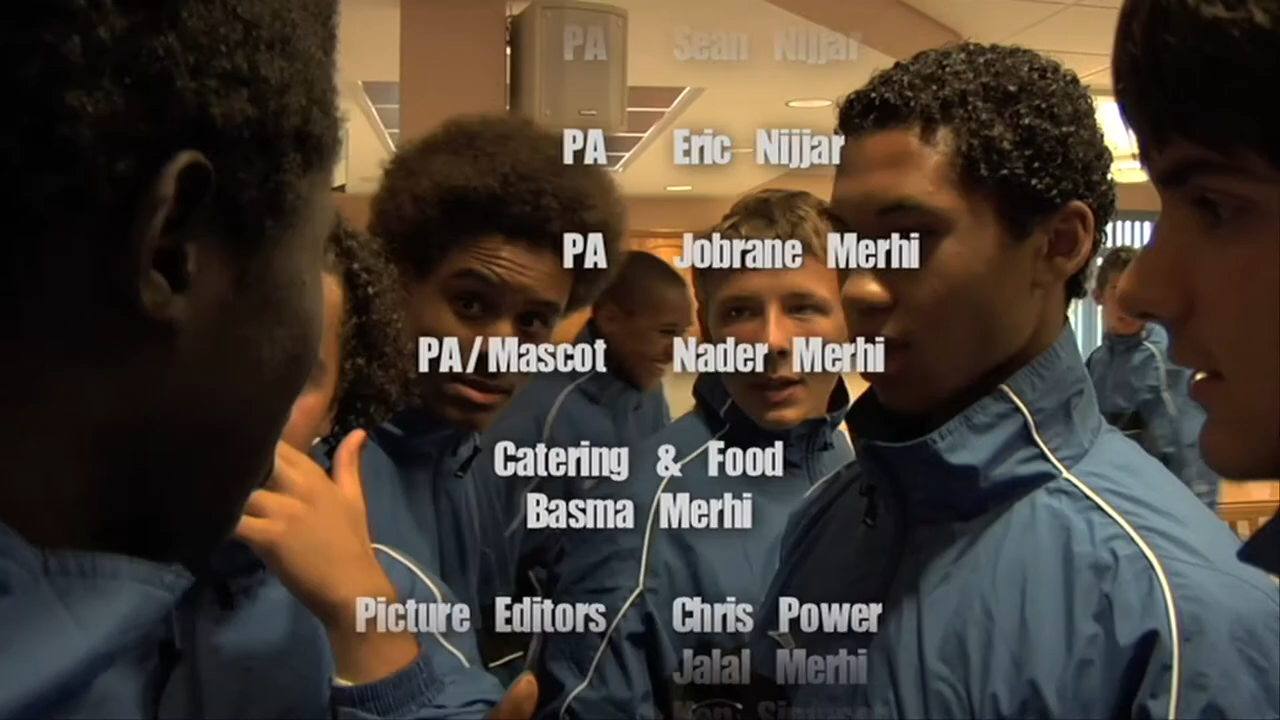 PA Sean Nijjar
PA Eric Nijjar
PA Jobrane Merhi
PA/Mascot Nader Merhi
Catering & Food
Basma Merhi
Picture Editors Chris Power
Jalal Merhi